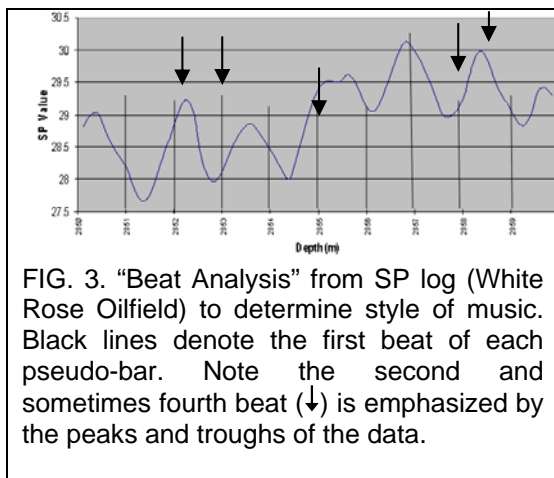 30.5
30
29.5
29
28.5
28
27.5
SP Value
Depth(m)
FIG. 3. “Beat Analysis” from SP log (White
Rose Oilfield) to determine style of music.
Black lines denote the first beat of each
pseudo-bar. Note the second and
sometimes fourth beat (↓) is emphasized by
the peaks and troughs of the data.